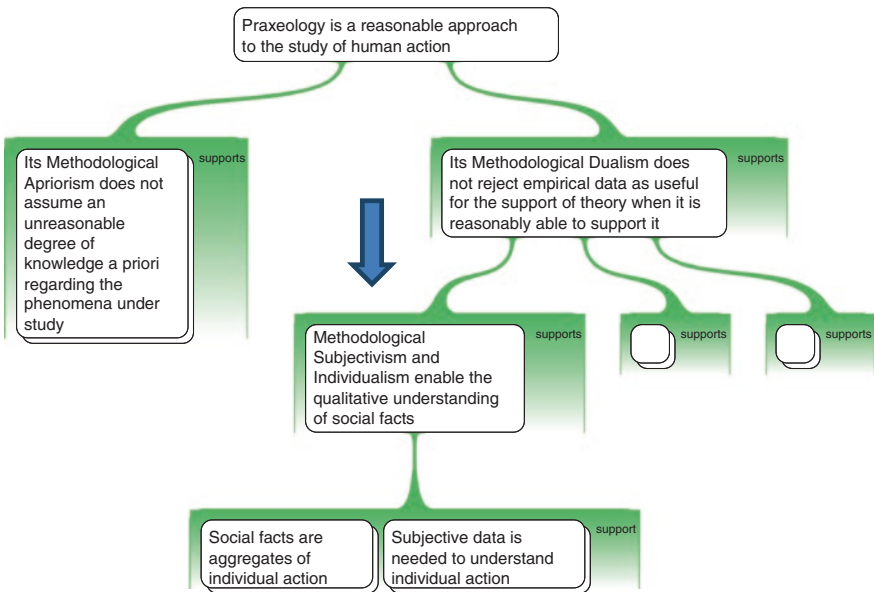 Praxeology is a reasonable approach
to the study of human action
Its Methodological
Apriorism does not
assume an
unreasonable
degree of
knowledge a priori
regarding the
phenomena under
study
supports
Its Methodological Dualism does
not reject empirical data as useful
for the support of theory when it is
reasonably able to support it
supports
Methodological
Subjectivism and
Individualism enable the
qualitative understanding
of social facts
supports
supports
supports
Social facts are
aggregates of
individual action
Subjective data is
needed to understand
individual action
support